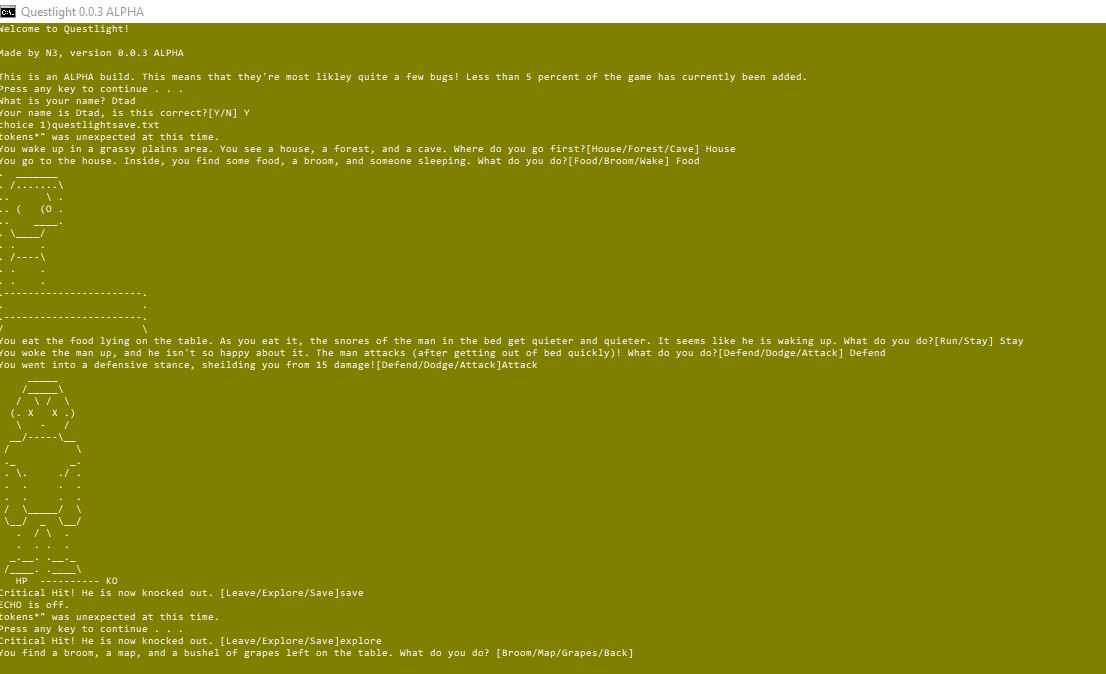 Questlight 0.0.3 ALPHA
Welcome to Questlight!
Made by N3, version 0.0.3 ALPHA
This is an ALPHA build. This means that they're most likley quite a few bugs! Less than 5 percent of the game has currently been added.
Press any key to continue . . .
What is your name? Dtad
Your name is Dtad, is this correct?[Y/N] Y
choice 1)questlightsave.txt
tokens*" was unexpected at this time.
You wake up in a grassy plains area. You see a house, a forest, and a cave. Where do you go first?[House/Forest/Cave] House
You go to the house. Inside, you find some food, a broom, and someone sleeping. What do you do?[Food/Broom/Wake] Food
You eat the food lying on the table. As you eat it, the snores of the man in the bed get quieter and quieter. It seems like he is waking up. What do you do?[Run/Stay] Stay
You woke the man up, and he isn't so happy about it. The man attacks (after getting out of bed quickly)! What do you do?[Defend/Dodge/Attack] Defend
You went into a defensive stance, sheilding you from 15 damage![Defend/Dodge/Attack]Attack
HP ---------- KO
Critical Hit! He is now knocked out. [Leave/Explore/Save]save
ECHO is off.
tokens*" was unexpected at this time.
Press any key to continue . . .
Critical Hit! He is now knocked out. [Leave/Explore/Save]explore
You find a broom, a map, and a bushel of grapes left on the table. What do you do? [Broom/Map/Grapes/Back]